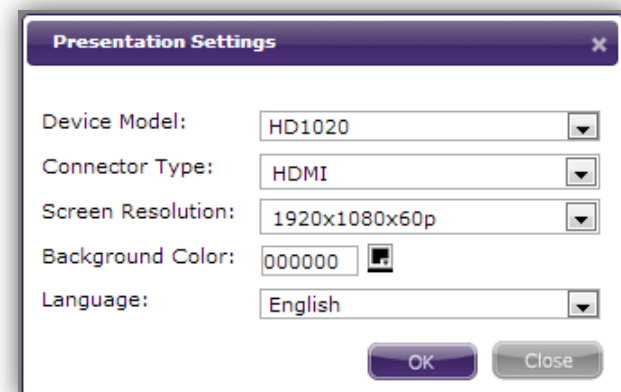 Presentation Settings
Device Model: HD1020
Connector Type: HDMI
Screen Resolution: 1920x1080x60p
Background Color: 000000
Language: English
OK Close